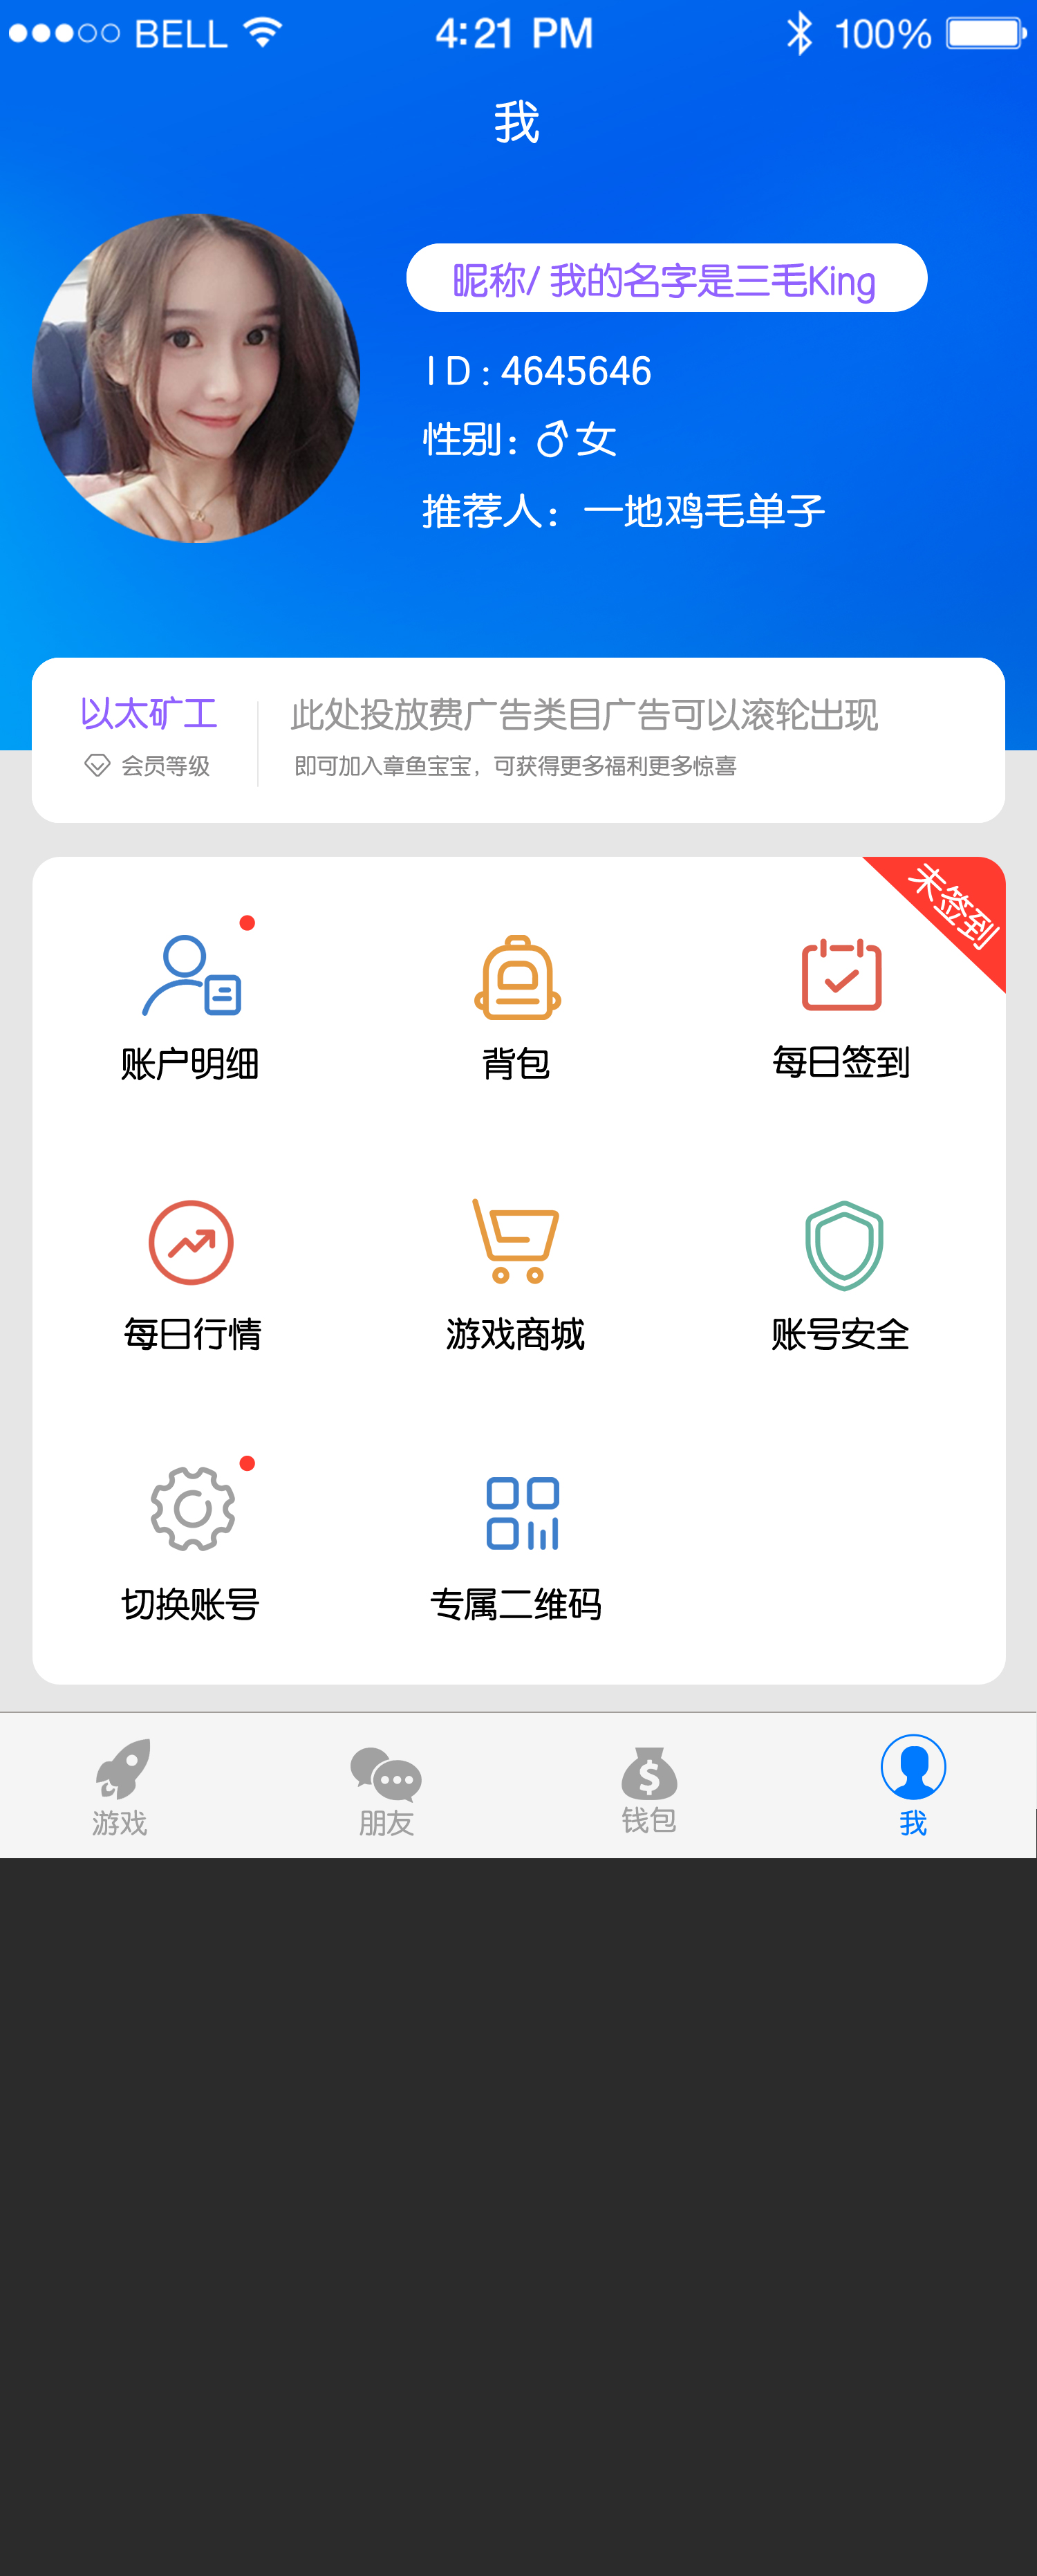 BELL 4:21 PM 100%
我
昵称/ 我的名字是三毛King
ID:4645646
性别：♂女
推荐人：一地鸡毛单子
以太矿工
会员等级
此处投放费广告类目广告可以滚轮出现
即可加入章鱼宝宝，可获得更多福利更多惊喜
未签到
账户明细 背包 每日签到
每日行情 游戏商城 账号安全
切换账号 专属二维码
游戏 朋友 钱包 我